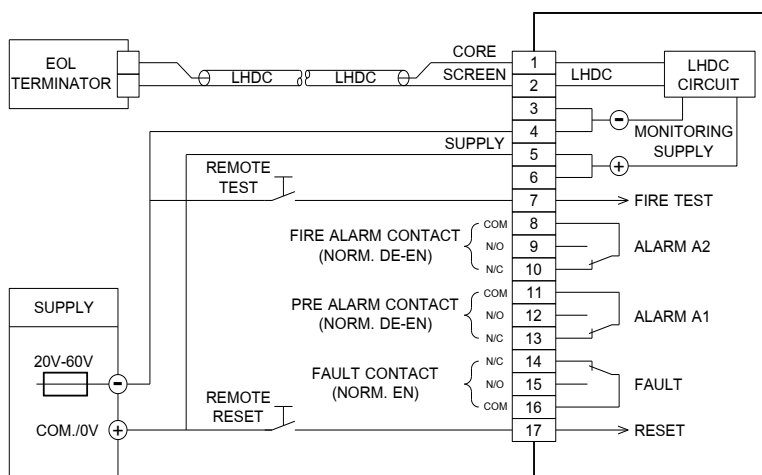 EOL
TERMINATOR
LHDC
LHDC
CORE
SCREEN
1
2
LHDC
LHDC
CIRCUIT
3
4
5
6
7
−
+
MONITORING
SUPPLY
SUPPLY
REMOTE
TEST
FIRE TEST
FIRE ALARM CONTACT
(NORM. DE-EN)
COM
N/O
N/C
8
9
10
ALARM A2
PRE ALARM CONTACT
(NORM. DE-EN)
COM
N/O
N/C
11
12
13
ALARM A1
FAULT CONTACT
(NORM. EN)
N/C
N/O
COM
14
15
16
FAULT
SUPPLY
20V-60V
−
COM./0V
+
REMOTE
RESET
17
RESET